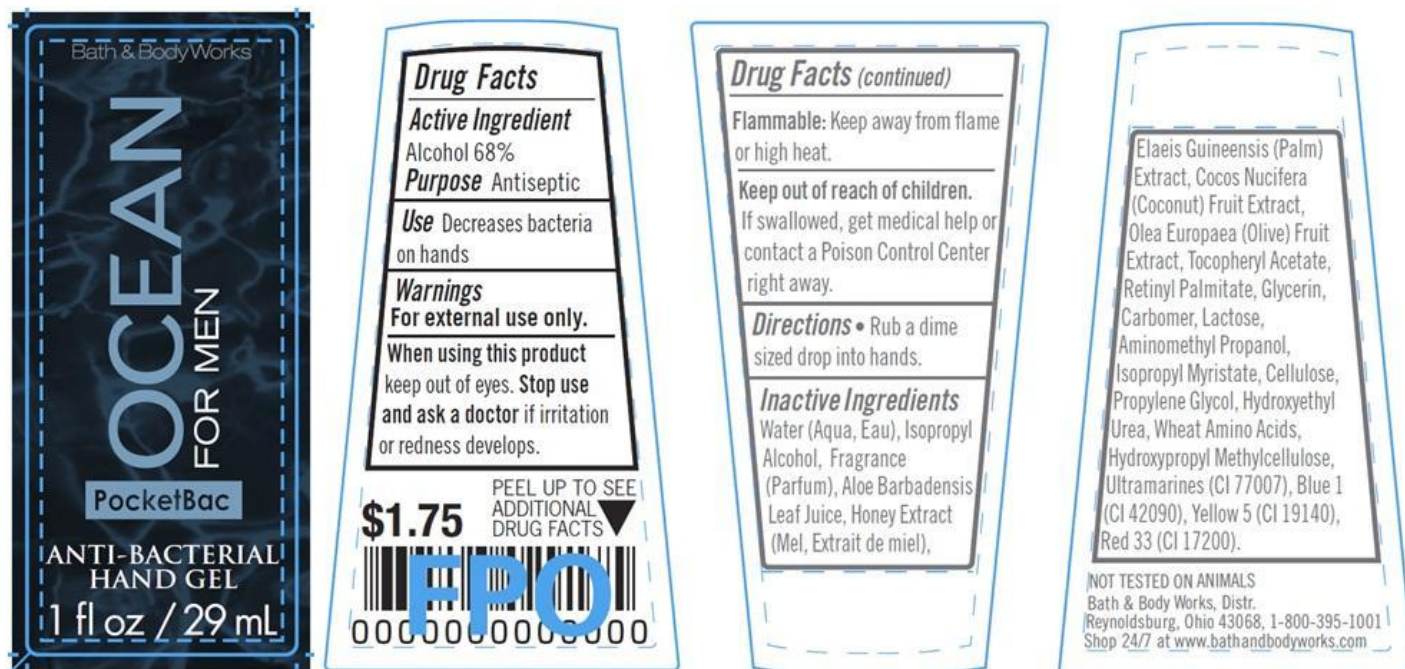 Bath & Body Works
OCEAN
FOR MEN
PocketBac
ANTI-BACTERIAL
HAND GEL
1 fl oz / 29 mL
Drug Facts
Active Ingredient
Alcohol 68%
Purpose Antiseptic
Use Decreases bacteria
on hands
Warnings
For external use only.
When using this product
keep out of eyes. Stop use
and ask a doctor if irritation
or redness develops.
$1.75
PEEL UP TO SEE
ADDITIONAL
DRUG FACTS
FPO
0000000000000
Drug Facts (continued)
Flammable: Keep away from flame
or high heat.
Keep out of reach of children.
If swallowed, get medical help or
contact a Poison Control Center
right away.
Directions • Rub a dime
sized drop into hands.
Inactive Ingredients
Water (Aqua, Eau), Isopropyl
Alcohol, Fragrance
(Parfum), Aloe Barbadensis
Leaf Juice, Honey Extract
(Mel, Extrait de miel),
Elaeis Guineensis (Palm)
Extract, Cocos Nucifera
(Coconut) Fruit Extract,
Olea Europaea (Olive) Fruit
Extract, Tocopheryl Acetate,
Retinyl Palmitate, Glycerin,
Carbomer, Lactose,
Aminomethyl Propanol,
Isopropyl Myristate, Cellulose,
Propylene Glycol, Hydroxyethyl
Urea, Wheat Amino Acids,
Hydroxypropyl Methylcellulose,
Ultramarines (CI 77007), Blue 1
(CI 42090), Yellow 5 (CI 19140),
Red 33 (CI 17200).
NOT TESTED ON ANIMALS
Bath & Body Works, Distr.
Reynoldsburg, Ohio 43068, 1-800-395-1001
Shop 24/7 at www.bathandbodyworks.com